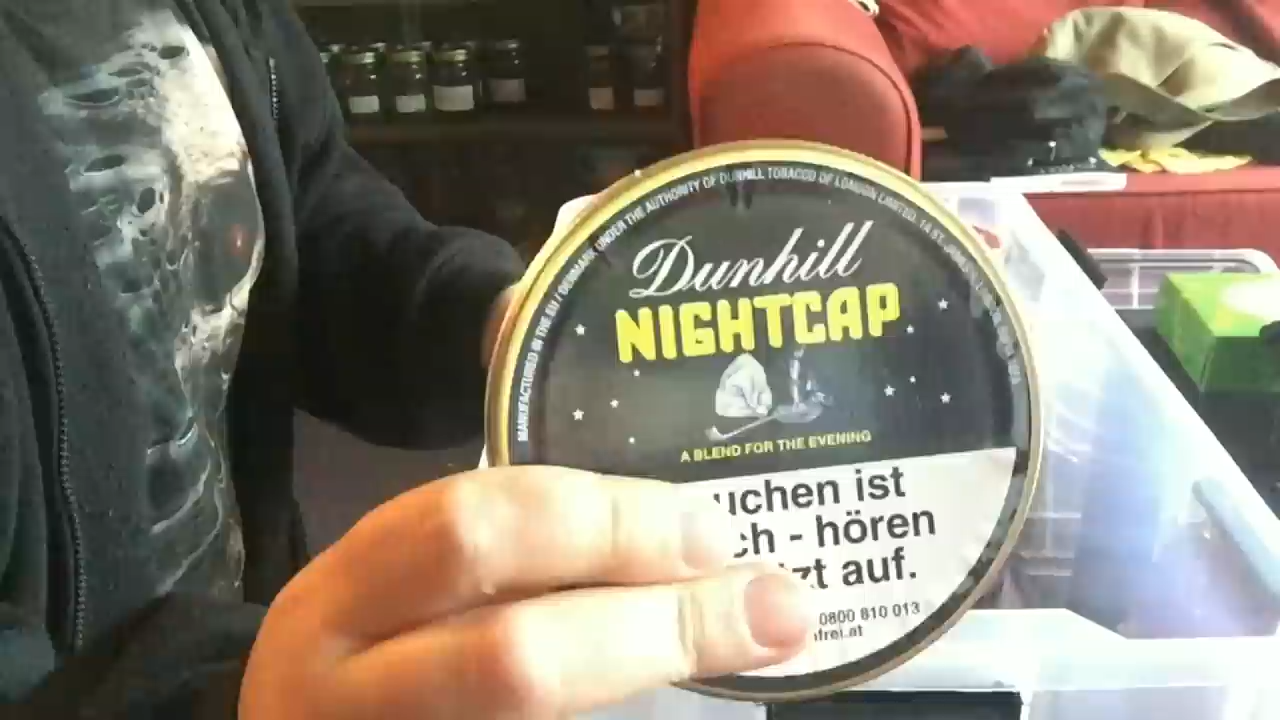 MANUFACTURED IN THE EU / DENMARK UNDER THE AUTHORITY OF DUNHILL TOBACCO OF LONDON LIMITED,
Dunhill
NIGHTCAP
A BLEND FOR THE EVENING
uchen ist
ch - hören
zt auf.
0800 810 013
frei.at